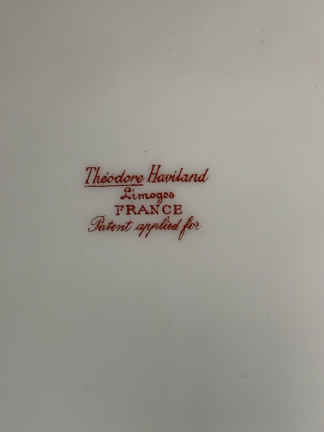 Théodore Haviland
Limoges
FRANCE
Patent applied for